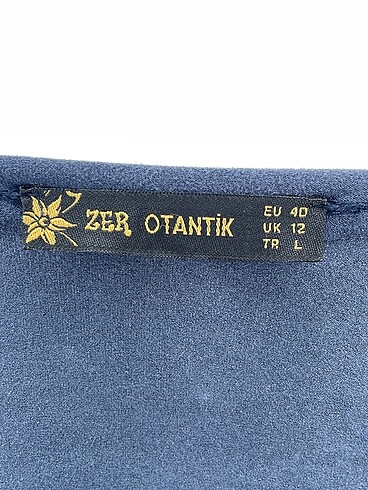 ZER OTANTİK
EU 40
UK 12
TR L